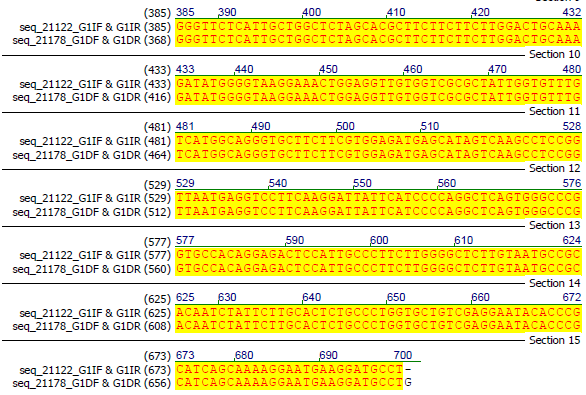 (385) 385 390 400 410 420 432
seq_21122_G1IF & G1IR (385) GGGTTCTCATTGCTGGCTCTAGCACGCTTCTTCTTCTTGGACTGCAAA
seq_21178_G1DF & G1DR (368) GGGTTCTCATTGCTGGCTCTAGCACGCTTCTTCTTCTTGGACTGCAAA
Section 10
(433) 433 440 450 460 470 480
seq_21122_G1IF & G1IR (433) GATATGGGGTAAGGAAACTGGAGGTTGTGGTCGCGCTATTGGTGTTTG
seq_21178_G1DF & G1DR (416) GATATGGGGTAAGGAAACTGGAGGTTGTGGTCGCGCTATTGGTGTTTG
Section 11
(481) 481 490 500 510 528
seq_21122_G1IF & G1IR (481) TCATGGCAGGGTGCTTCTTCGTGGAGATGAGCATAGTCAAGCCTCCGG
seq_21178_G1DF & G1DR (464) TCATGGCAGGGTGCTTCTTCGTGGAGATGAGCATAGTCAAGCCTCCGG
Section 12
(529) 529 540 550 560 576
seq_21122_G1IF & G1IR (529) TTAATGAGGTCCTTCAAGGATTATTCATCCCCAGGCTCAGTGGGCCCG
seq_21178_G1DF & G1DR (512) TTAATGAGGTCCTTCAAGGATTATTCATCCCCAGGCTCAGTGGGCCCG
Section 13
(577) 577 590 600 610 624
seq_21122_G1IF & G1IR (577) GTGCCACAGGAGACTCCATTGCCCTTCTTGGGGCTCTTGTAATGCCGC
seq_21178_G1DF & G1DR (560) GTGCCACAGGAGACTCCATTGCCCTTCTTGGGGCTCTTGTAATGCCGC
Section 14
(625) 625 630 640 650 660 672
seq_21122_G1IF & G1IR (625) ACAATCTATTCTTGCACTCTGCCCTGGTGCTGTCGAGGAATACACCCG
seq_21178_G1DF & G1DR (608) ACAATCTATTCTTGCACTCTGCCCTGGTGCTGTCGAGGAATACACCCG
Section 15
(673) 673 680 690 700
seq_21122_G1IF & G1IR (673) CATCAGCAAAAGGAATGAAGGATGCCT-
seq_21178_G1DF & G1DR (656) CATCAGCAAAAGGAATGAAGGATGCCTG